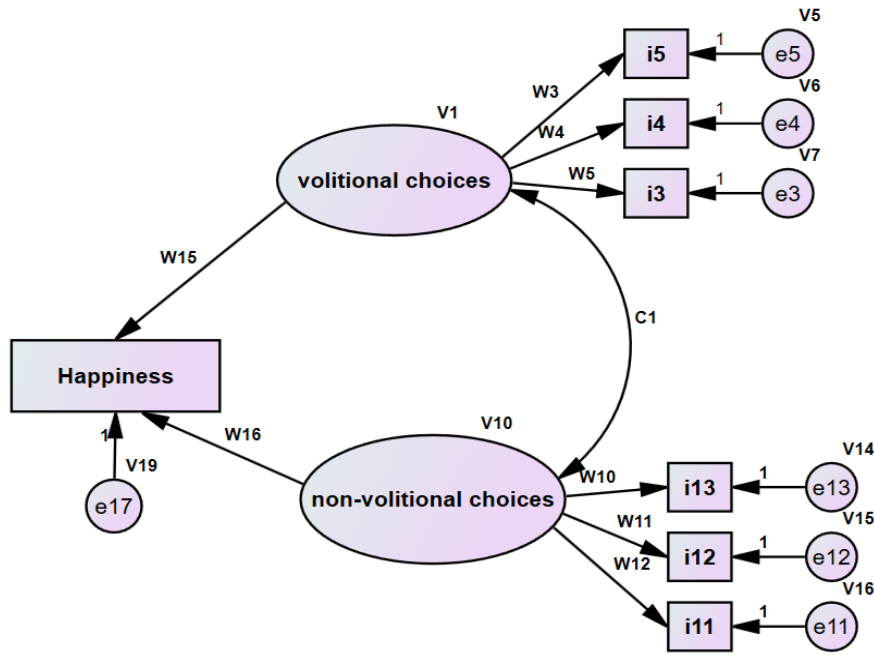 V5
i5 1 e5
W3
V6
V1
i4 1 e4
W4
V7
volitional choices
W5
i3 1 e3
W15
C1
Happiness
W16
V10
1
V19
V14
W10
i13 1 e13
non-volitional choices
e17
W11
V15
i12 1 e12
W12
V16
i11 1 e11